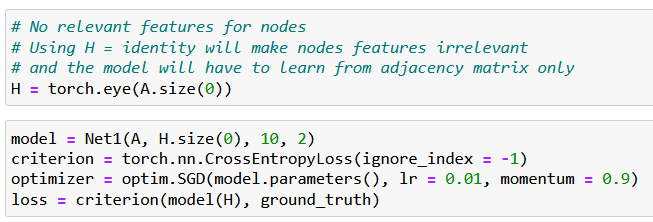 # No relevant features for nodes
# Using H = identity will make nodes features irrelevant
# and the model will have to learn from adjacency matrix only
H = torch.eye(A.size(0))
model = Net1(A, H.size(0), 10, 2)
criterion = torch.nn.CrossEntropyLoss(ignore_index = -1)
optimizer = optim.SGD(model.parameters(), lr = 0.01, momentum = 0.9)
loss = criterion(model(H), ground_truth)